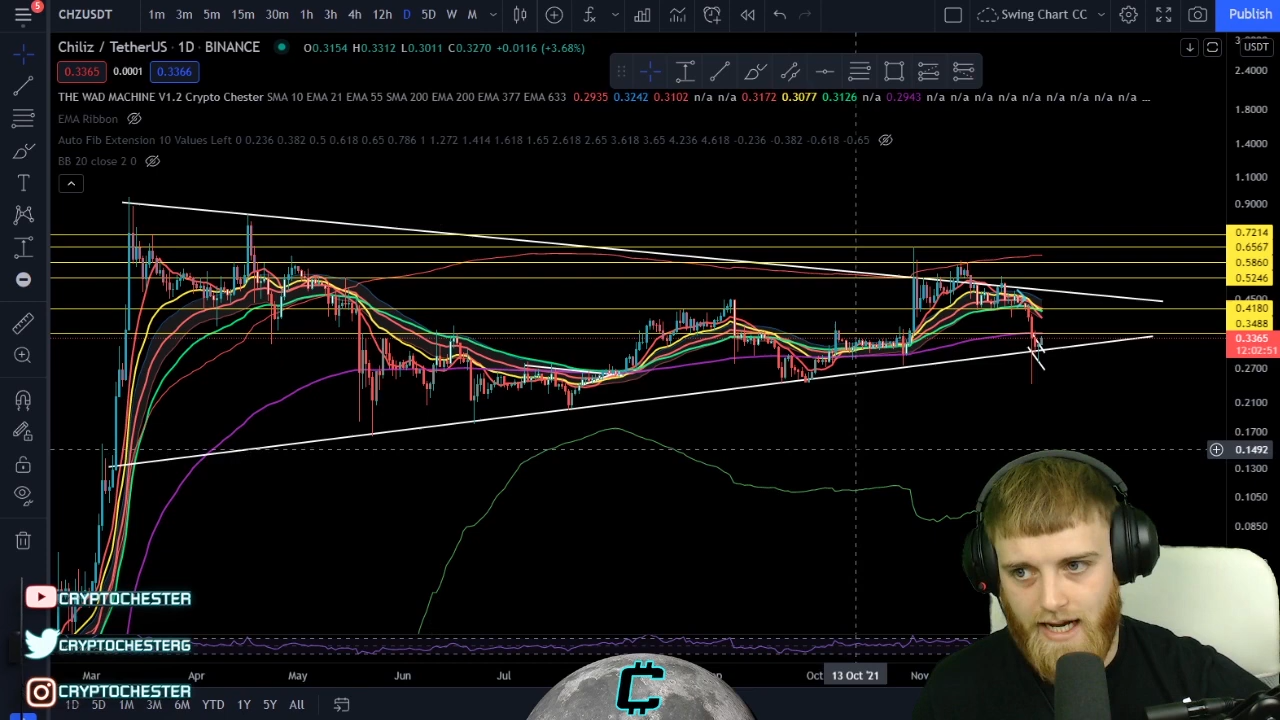 5
CHZUSDT
1m 3m 5m 15m 30m 1h 3h 4h 12h D 5D W M
Swing Chart CC
Publish
Chiliz / TetherUS · 1D · BINANCE O0.3154 H0.3312 L0.3011 C0.3270 +0.0116 (+3.68%)
USDT
0.3365 0.0001 0.3366
2.4000
THE WAD MACHINE V1.2 Crypto Chester SMA 10 EMA 21 EMA 55 SMA 200 EMA 200 EMA 377 EMA 633 0.2935 0.3242 0.3102 n/a n/a 0.3172 0.3077 0.3126 n/a 0.2943 n/a n/a n/a n/a n/a n/a n/a n/a n/a ...
1.8000
EMA Ribbon
Auto Fib Extension 10 Values Left 0 0.236 0.382 0.5 0.618 0.65 0.786 1 1.272 1.414 1.618 1.65 2.618 2.65 3.618 3.65 4.236 4.618 -0.236 -0.382 -0.618 -0.65
1.4000
BB 20 close 2 0
1.1000
0.9000
0.7214
0.6567
0.5860
0.5246
0.4180
0.3488
0.3365
12:02:51
0.2700
0.2100
0.1700
0.1492
0.1300
0.1050
0.0850
CRYPTOCHESTER
CRYPTOCHESTERG
CRYPTOCHESTER
Mar Apr May Jun Jul Oct 13 Oct '21 Nov
1D 5D 1M 3M 6M YTD 1Y 5Y All